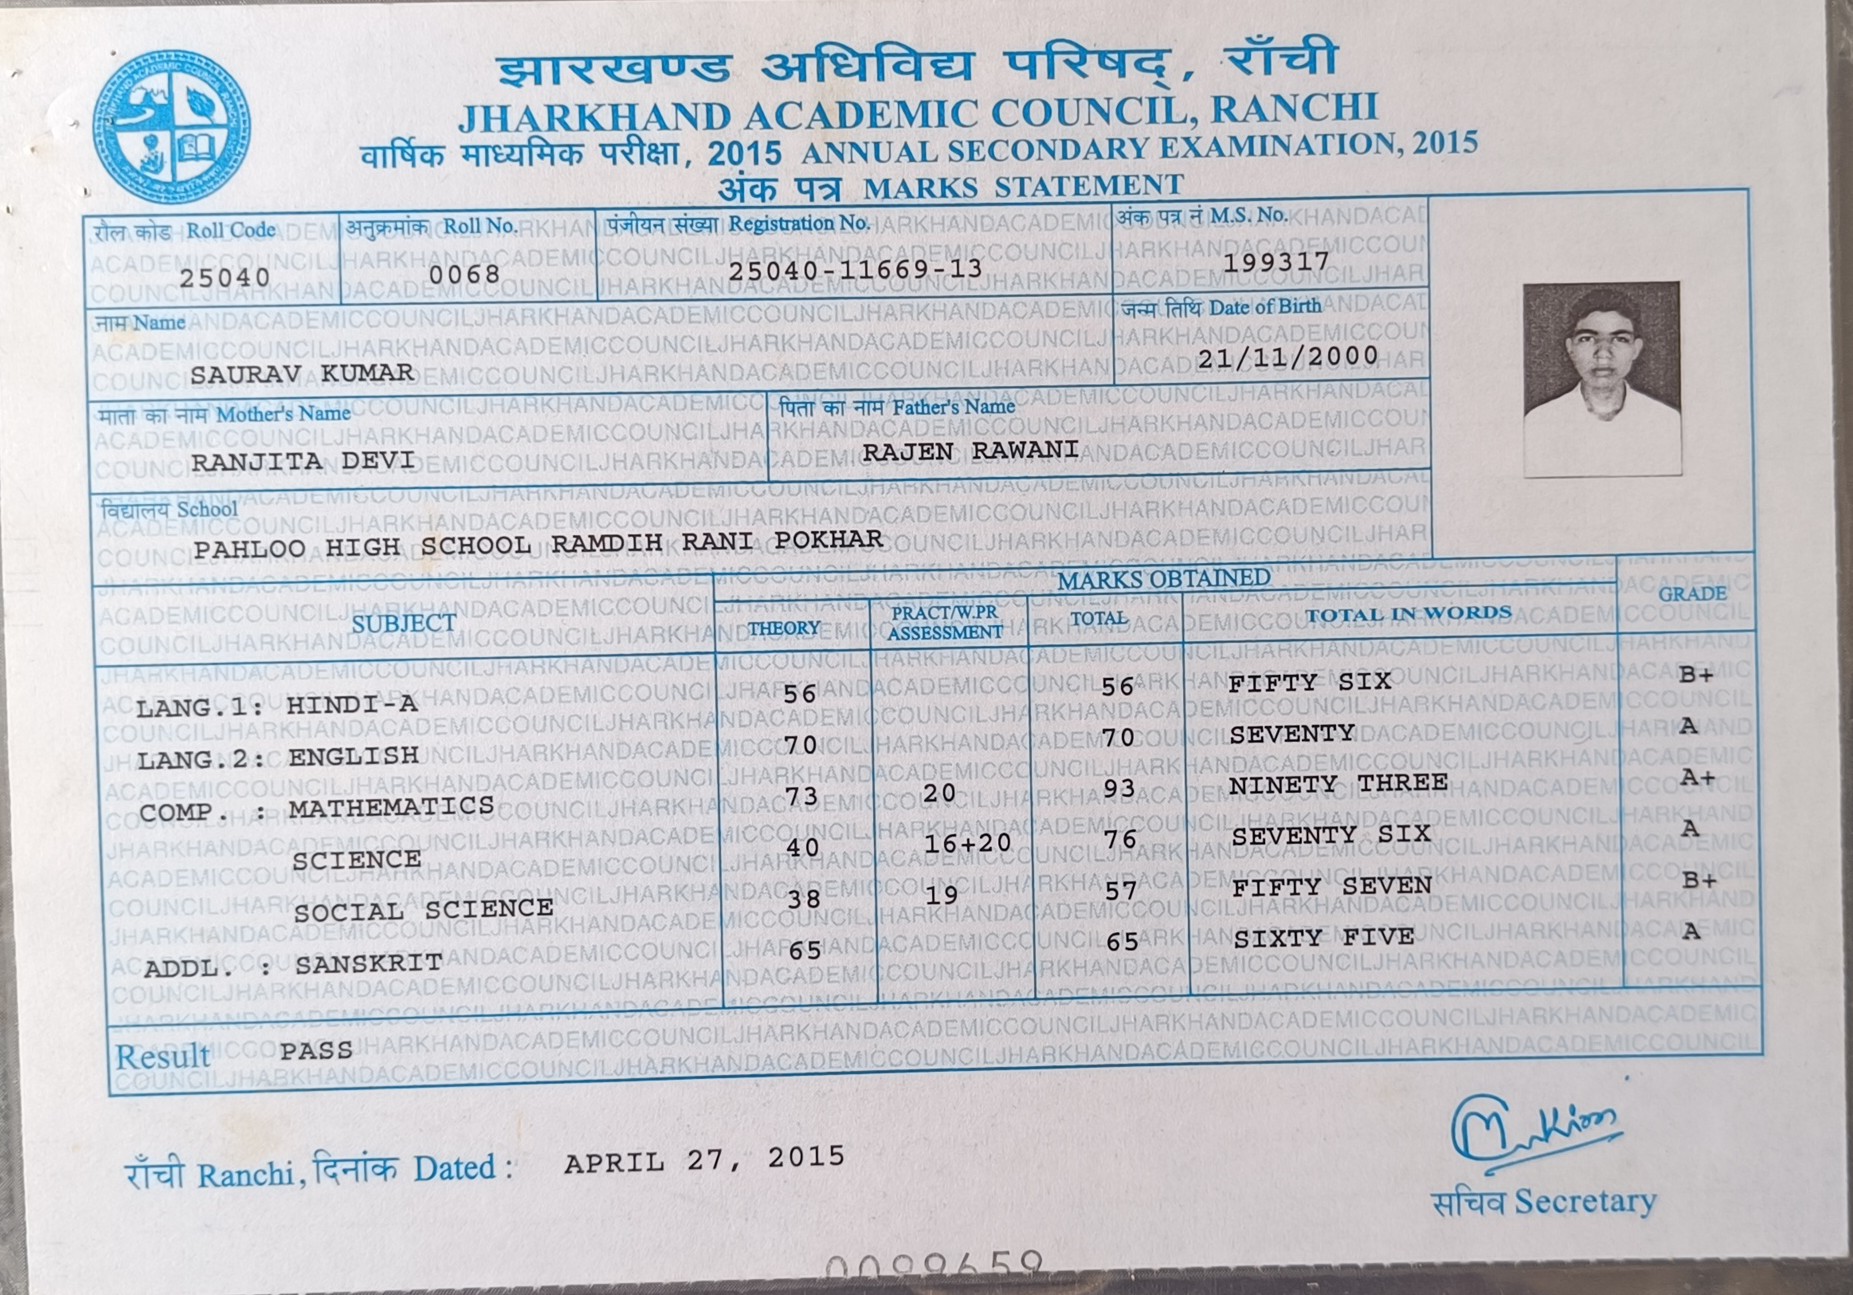 झारखण्ड अधिविद्य परिषद्, राँची
JHARKHAND ACADEMIC COUNCIL, RANCHI
वार्षिक माध्यमिक परीक्षा, 2015 ANNUAL SECONDARY EXAMINATION, 2015
अंक पत्र MARKS STATEMENT
रौल कोड Roll Code अनुक्रमांक Roll No. पंजीयन संख्या Registration No. अंक पत्र नं M.S. No.
25040 0068 25040-11669-13 199317
नाम Name जन्म तिथि Date of Birth
SAURAV KUMAR 21/11/2000
माता का नाम Mother's Name पिता का नाम Father's Name
RANJITA DEVI RAJEN RAWANI
विद्यालय School
PAHLOO HIGH SCHOOL RAMDIH RANI POKHAR
MARKS OBTAINED
SUBJECT THEORY PRACT/W.PR ASSESSMENT TOTAL TOTAL IN WORDS GRADE
LANG.1: HINDI-A 56 56 FIFTY SIX B+
LANG.2: ENGLISH 70 70 SEVENTY A
COMP. : MATHEMATICS 73 20 93 NINETY THREE A+
SCIENCE 40 16+20 76 SEVENTY SIX A
SOCIAL SCIENCE 38 19 57 FIFTY SEVEN B+
ADDL. : SANSKRIT 65 65 SIXTY FIVE A
Result PASS
राँची Ranchi, दिनांक Dated : APRIL 27, 2015
सचिव Secretary